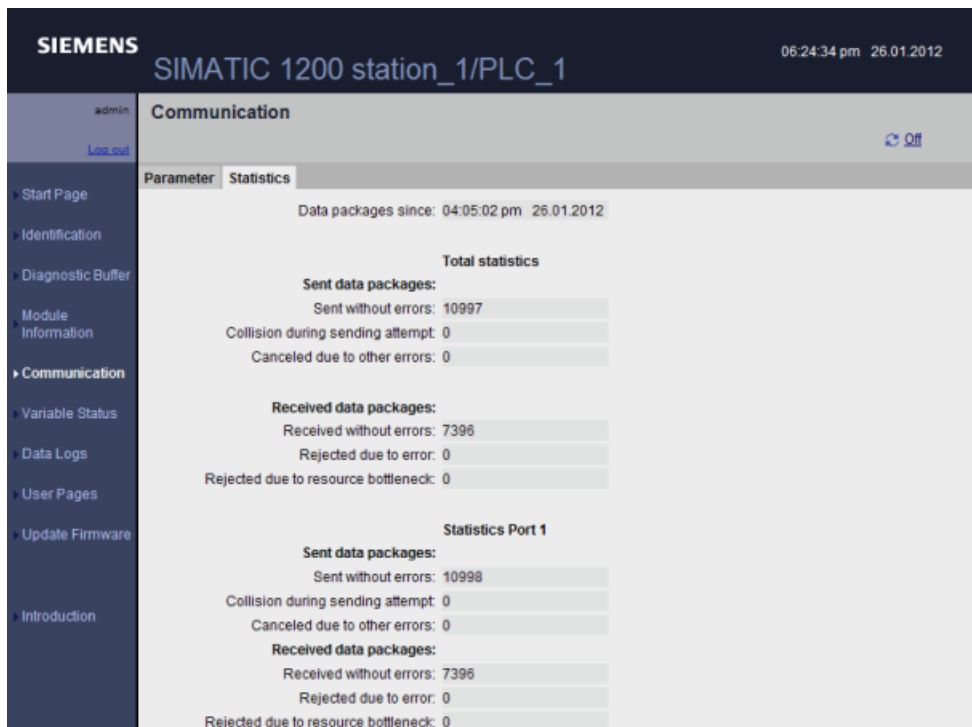 SIEMENS
SIMATIC 1200 station_1/PLC_1
06:24:34 pm 26.01.2012
admin
Log out
Communication
Off
Start Page
Identification
Diagnostic Buffer
Module
Information
Communication
Variable Status
Data Logs
User Pages
Update Firmware
Introduction
Parameter Statistics
Data packages since: 04:05:02 pm 26.01.2012
Total statistics
Sent data packages:
Sent without errors: 10997
Collision during sending attempt: 0
Canceled due to other errors: 0
Received data packages:
Received without errors: 7396
Rejected due to error: 0
Rejected due to resource bottleneck: 0
Statistics Port 1
Sent data packages:
Sent without errors: 10998
Collision during sending attempt: 0
Canceled due to other errors: 0
Received data packages:
Received without errors: 7396
Rejected due to error: 0
Rejected due to resource bottleneck: 0